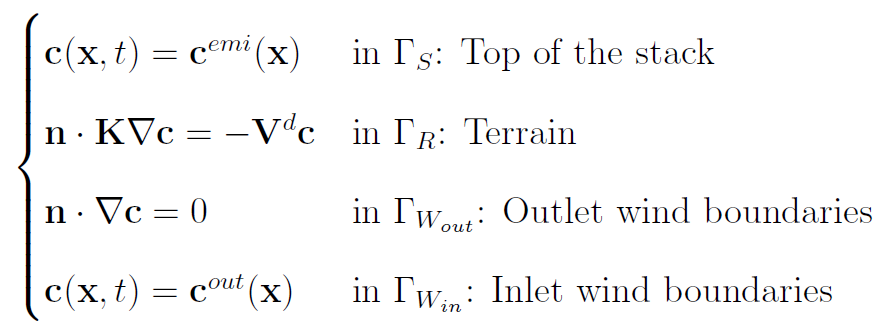 c(x, t) = c^{emi}(x) in Γ_S: Top of the stack
n · K∇c = −V^d c in Γ_R: Terrain
n · ∇c = 0 in Γ_{W_{out}}: Outlet wind boundaries
c(x, t) = c^{out}(x) in Γ_{W_{in}}: Inlet wind boundaries